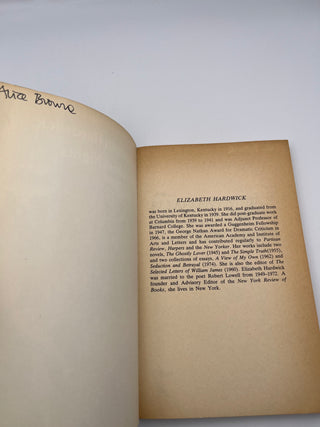 Alice Browne
ELIZABETH HARDWICK
was born in Lexington, Kentucky in 1916, and graduated from
the University of Kentucky in 1939. She did post-graduate work
at Columbia from 1939 to 1941 and was Adjunct Professor of
Barnard College. She was awarded a Guggenheim Fellowship
in 1947, the George Nathan Award for Dramatic Criticism in
1966, is a member of the American Academy and Institute of
Arts and Letters and has contributed regularly to Partisan
Review, Harpers and the New Yorker. Her works include two
novels, The Ghostly Lover (1945) and The Simple Truth (1955),
and two collections of essays, A View of My Own (1962) and
Seduction and Betrayal (1974). She is also the editor of The
Selected Letters of William James (1960). Elizabeth Hardwick
was married to the poet Robert Lowell from 1949–1972. A
founder and Advisory Editor of the New York Review of
Books, she lives in New York.